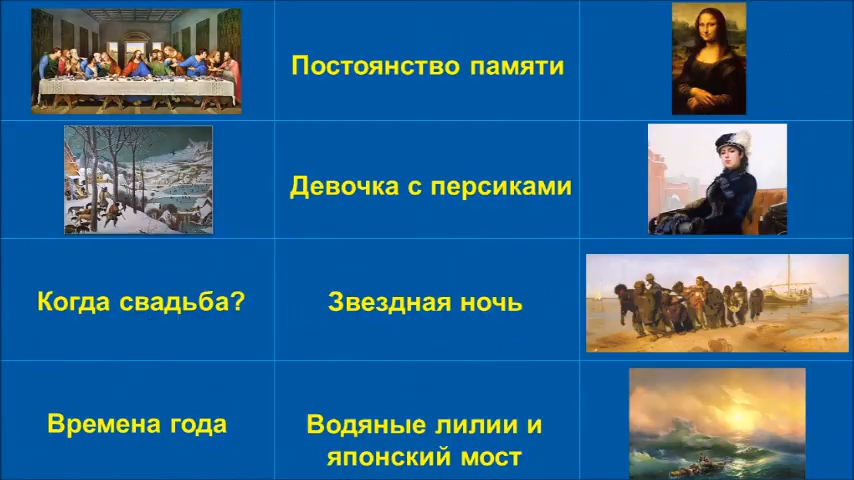 Постоянство памяти
Девочка с персиками
Когда свадьба?
Звездная ночь
Времена года
Водяные лилии и
японский мост